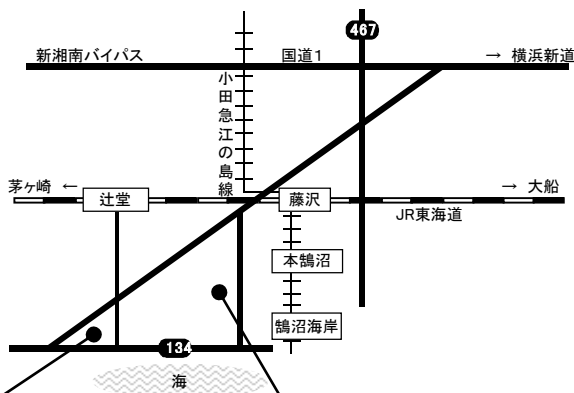 467
新湘南バイパス
国道1
→ 横浜新道
小田急江の島線
茅ヶ崎 ←
辻堂
藤沢
→ 大船
JR東海道
本鵠沼
鵠沼海岸
134
海